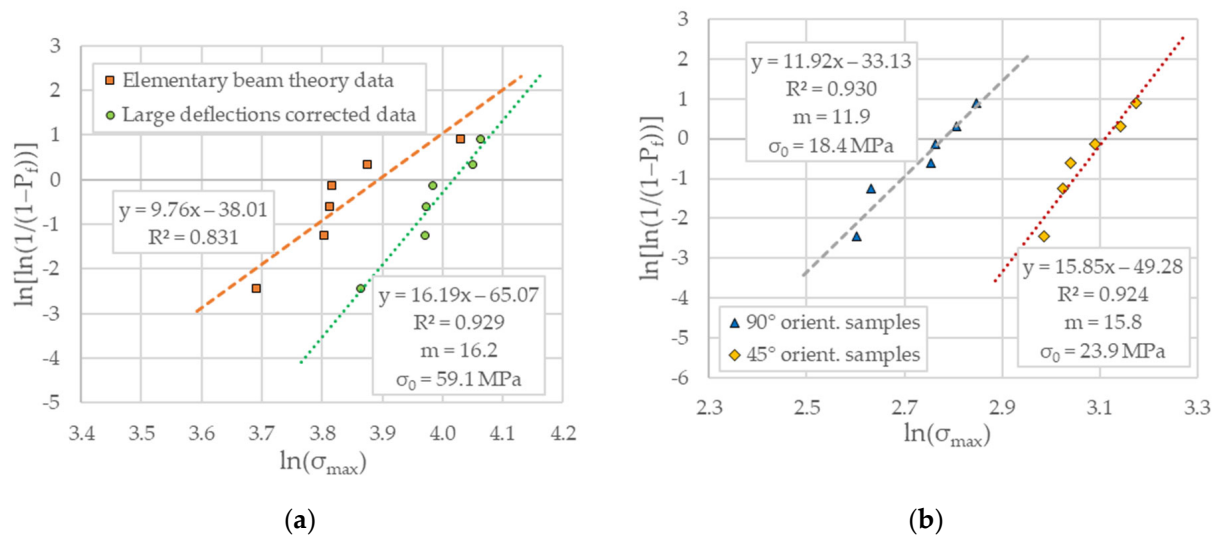 3
2
1
0
-1
-2
-3
-4
-5
ln[ln(1/(1−Pf))]
Elementary beam theory data
Large deflections corrected data
y = 9.76x − 38.01
R² = 0.831
y = 16.19x − 65.07
R² = 0.929
m = 16.2
σ0 = 59.1 MPa
3.4 3.5 3.6 3.7 3.8 3.9 4.0 4.1 4.2
ln(σmax)
(a)
3
2
1
0
-1
-2
-3
-4
-5
-6
ln[ln(1/(1−Pf))]
y = 11.92x − 33.13
R² = 0.930
m = 11.9
σ0 = 18.4 MPa
y = 15.85x − 49.28
R² = 0.924
m = 15.8
σ0 = 23.9 MPa
90° orient. samples
45° orient. samples
2.3 2.5 2.7 2.9 3.1 3.3
ln(σmax)
(b)